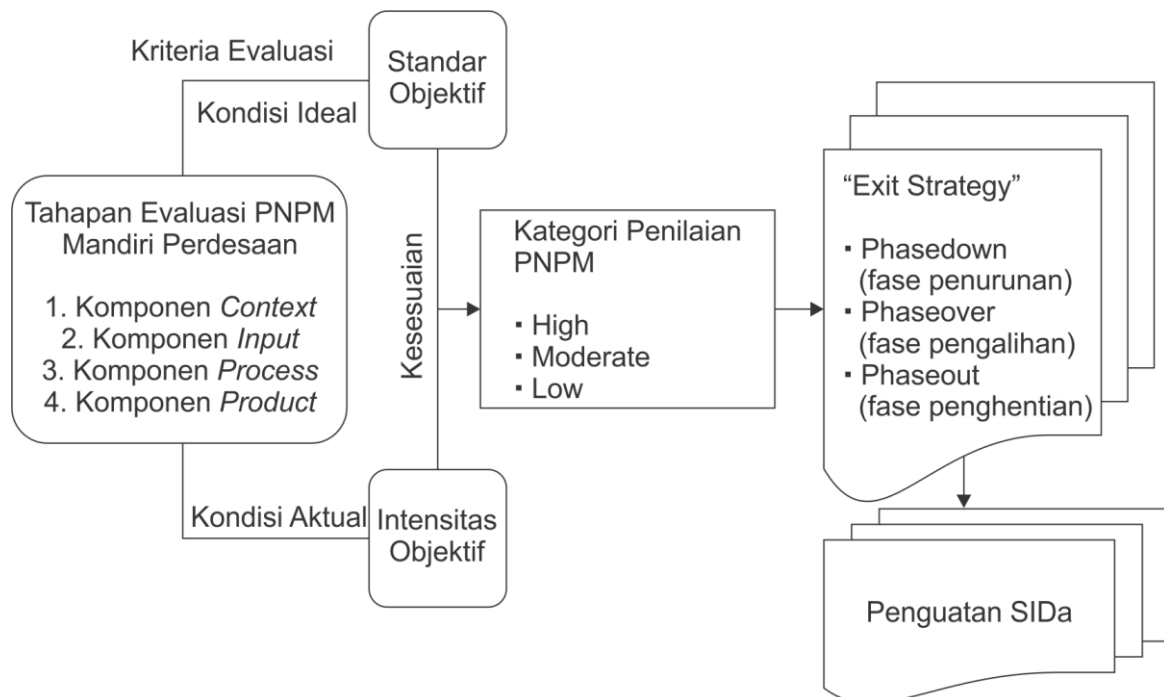 Kriteria Evaluasi
Kondisi Ideal
Standar
Objektif
Tahapan Evaluasi PNPM
Mandiri Perdesaan
1. Komponen Context
2. Komponen Input
3. Komponen Process
4. Komponen Product
Kondisi Aktual
Intensitas
Objektif
Kesesuaian
Kategori Penilaian
PNPM
▪ High
▪ Moderate
▪ Low
“Exit Strategy”
▪ Phasedown
(fase penurunan)
▪ Phaseover
(fase pengalihan)
▪ Phaseout
(fase penghentian)
Penguatan SIDa